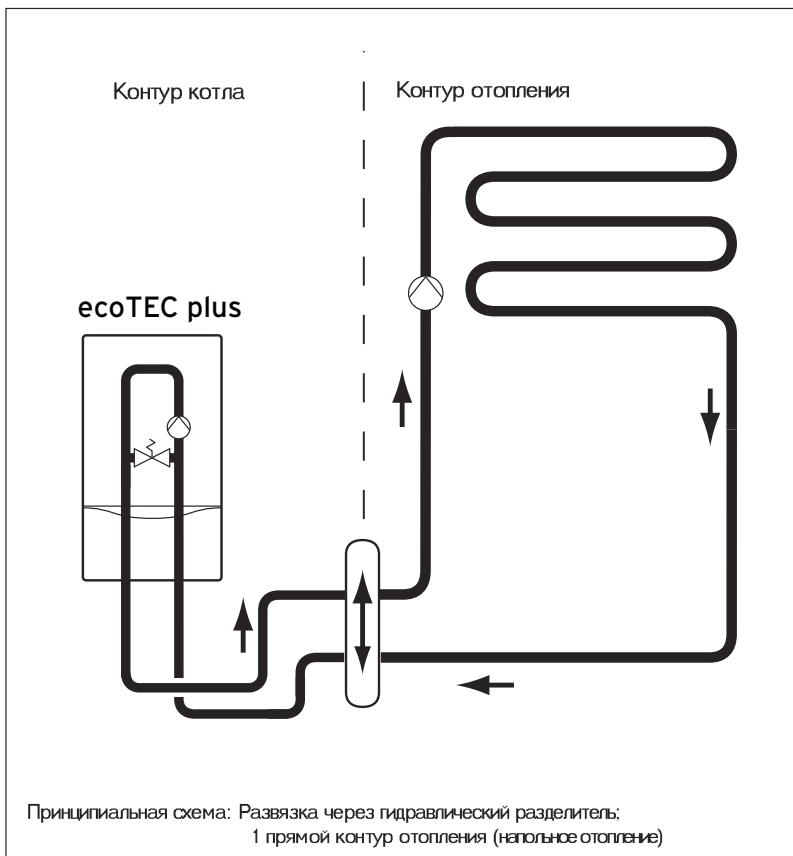 Контур котла
Контур отопления
ecoTEC plus
Принципиальная схема: Развязка через гидравлический разделитель;
1 прямой контур отопления (напольное отопление)